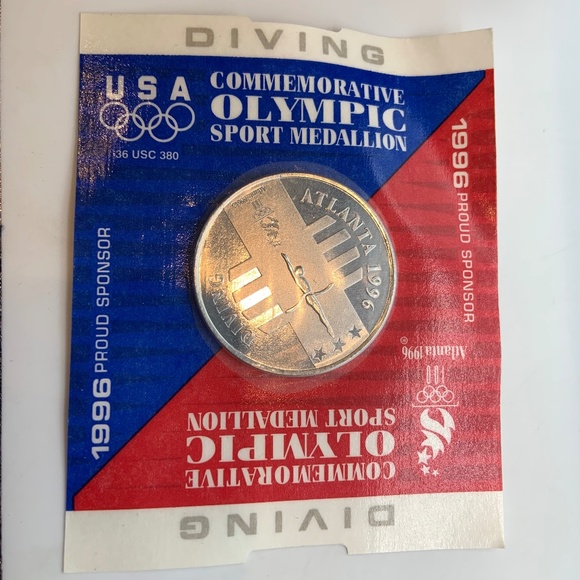 DIVING
USA
36 USC 380
COMMEMORATIVE
OLYMPIC
SPORT MEDALLION
1996 PROUD SPONSOR
1996 PROUD SPONSOR
ATLANTA 1996
DIVING
Atlanta 1996®
100
COMMEMORATIVE
OLYMPIC
SPORT MEDALLION
DIVING